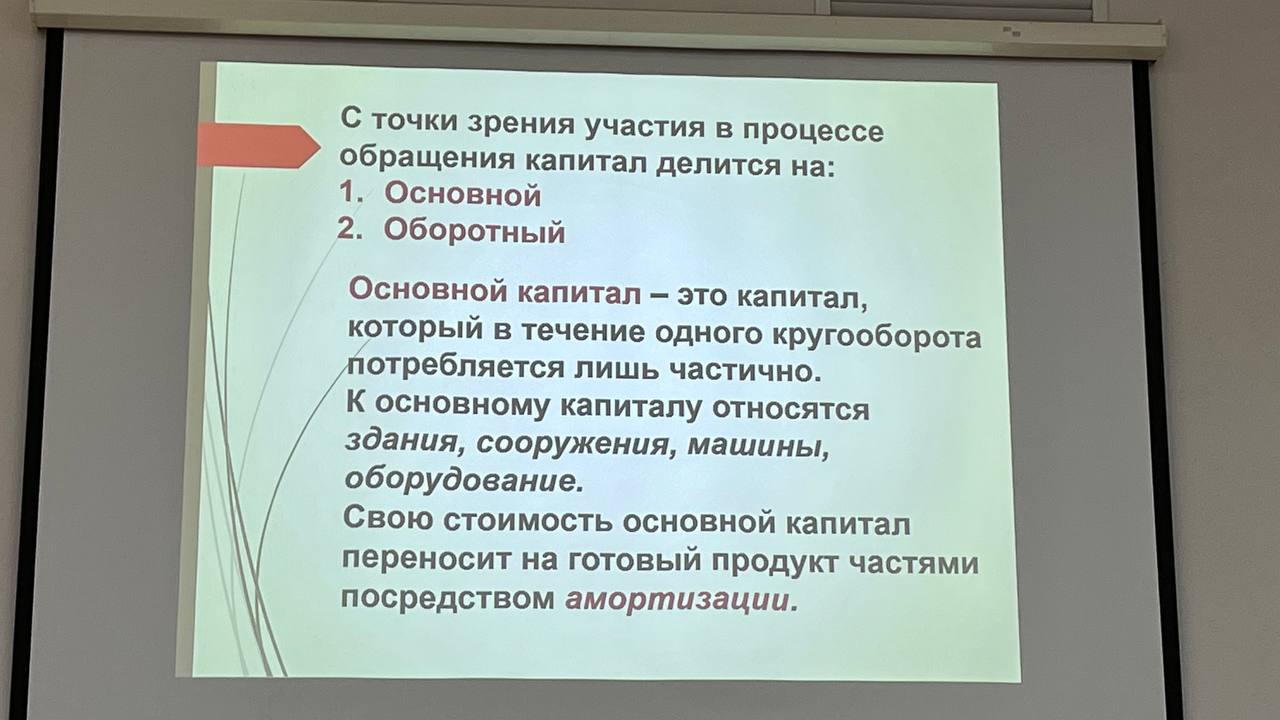 С точки зрения участия в процессе
обращения капитал делится на:
1. Основной
2. Оборотный
Основной капитал – это капитал,
который в течение одного кругооборота
потребляется лишь частично.
К основному капиталу относятся
здания, сооружения, машины,
оборудование.
Свою стоимость основной капитал
переносит на готовый продукт частями
посредством амортизации.